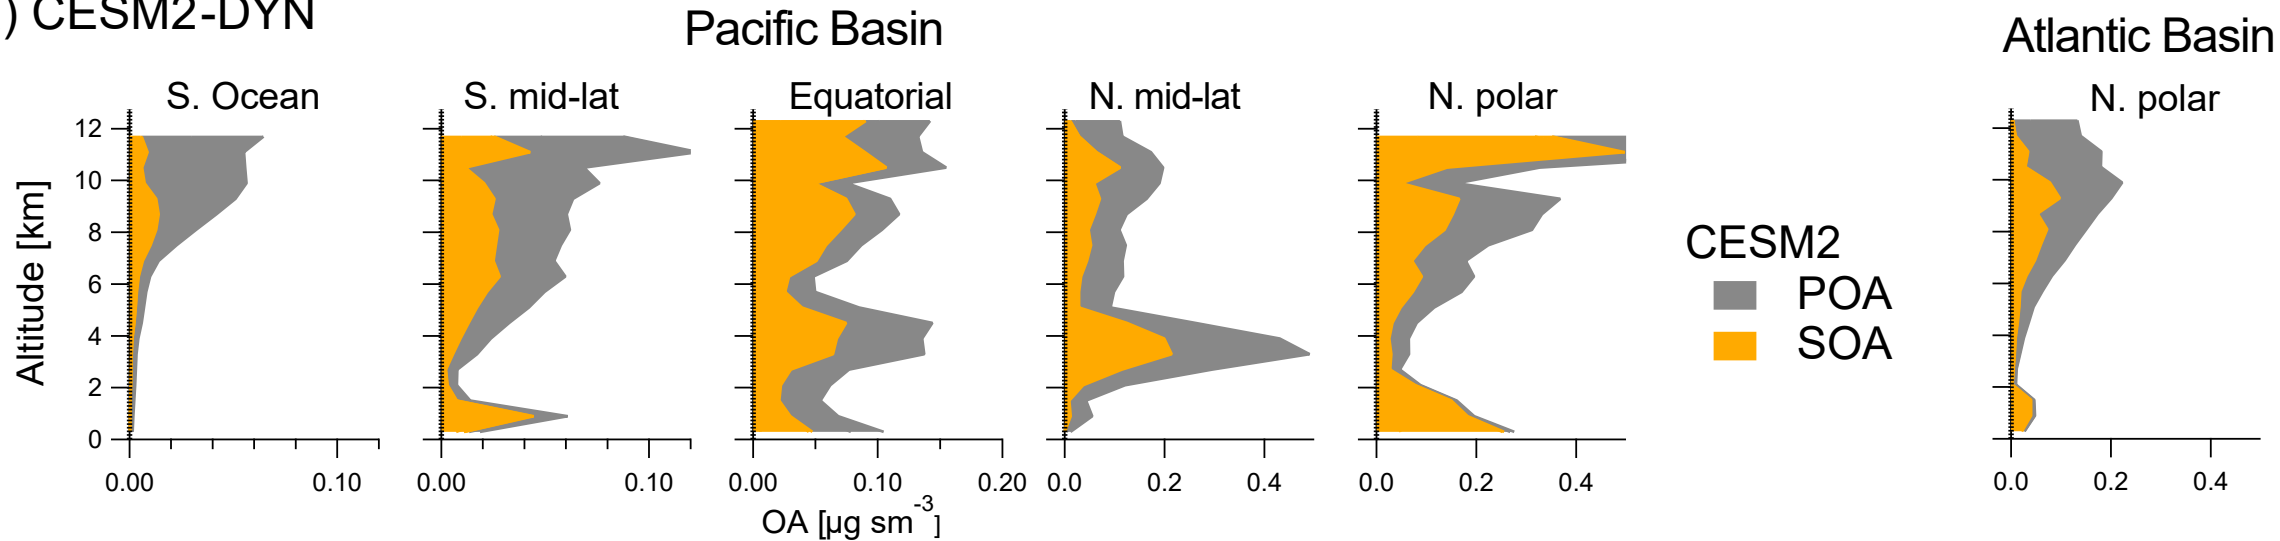 ) CESM2-DYN
Pacific Basin
Atlantic Basin
S. Ocean
S. mid-lat
Equatorial
N. mid-lat
N. polar
N. polar
Altitude [km]
12
10
8
6
4
2
0
0.00
0.10
0.00
0.10
0.00
0.10
0.20
0.0
0.2
0.4
0.0
0.2
0.4
0.0
0.2
0.4
OA [µg sm-3]
CESM2
POA
SOA